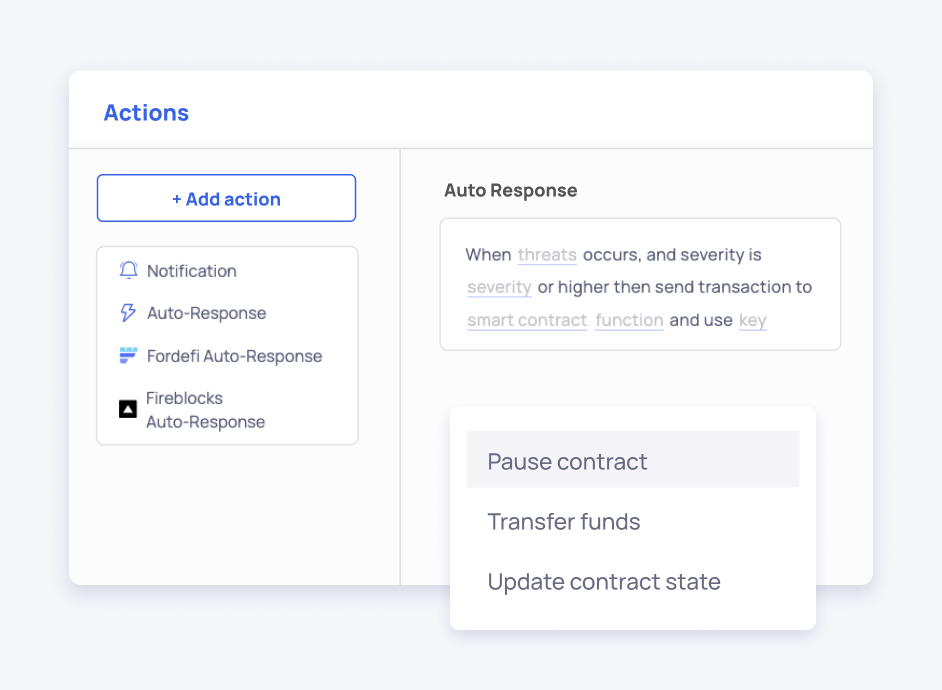 Actions
+ Add action
Notification
Auto-Response
Fordefi Auto-Response
Fireblocks
Auto-Response
Auto Response
When threats occurs, and severity is
severity or higher then send transaction to
smart contract function and use key
Pause contract
Transfer funds
Update contract state